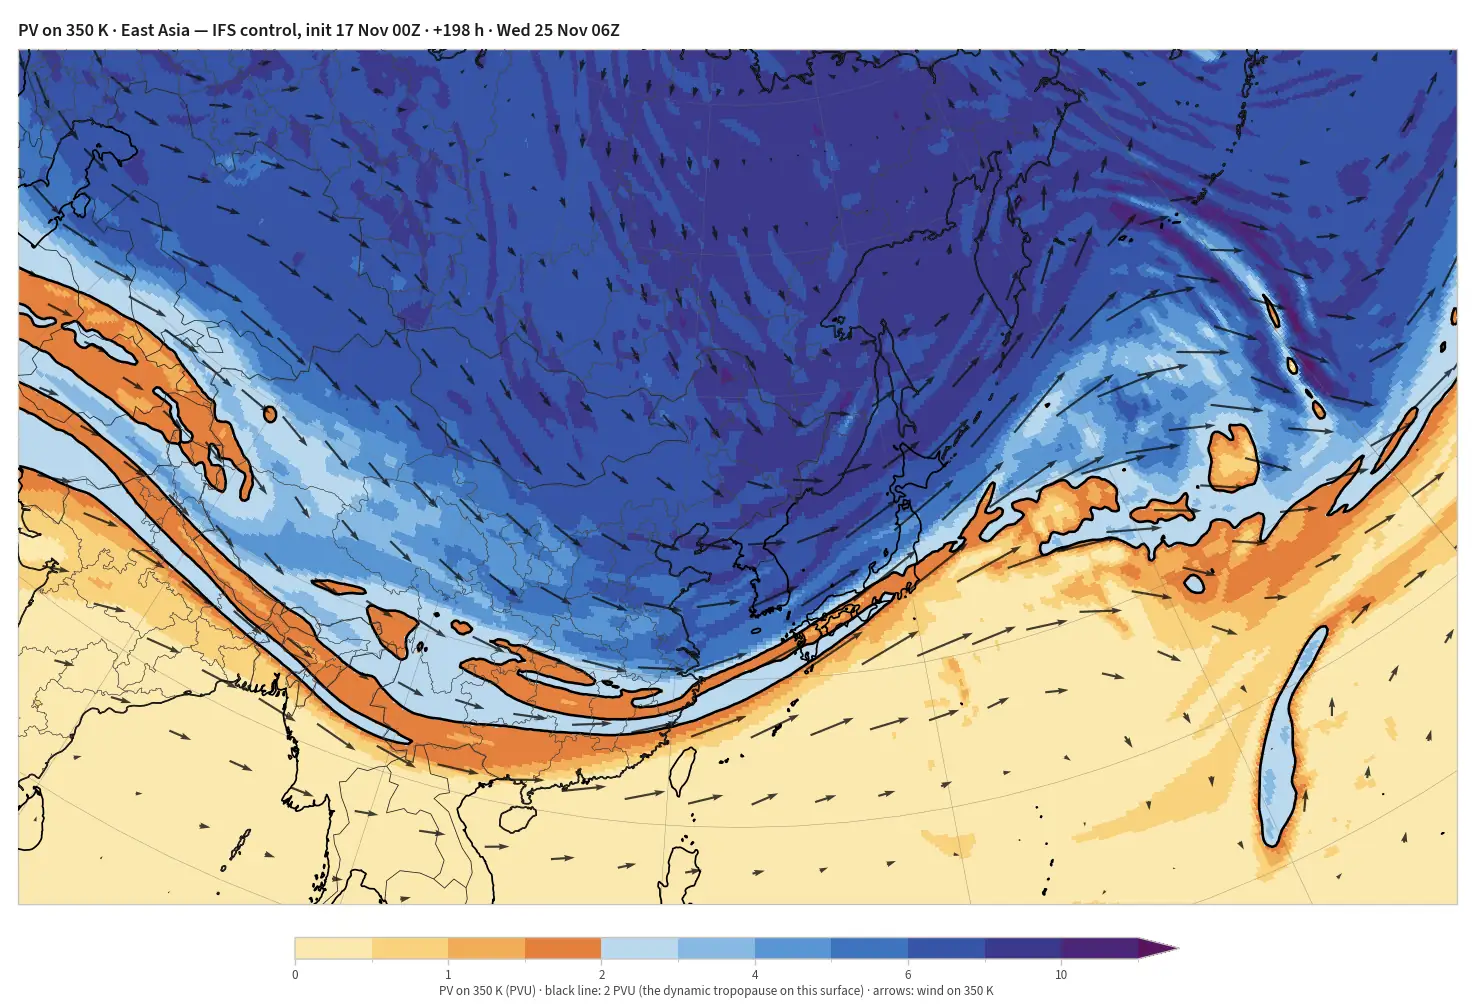 PV on 350 K · East Asia — IFS control, init 17 Nov 00Z · +198 h · Wed 25 Nov 06Z
0 1 2 4 6 10
PV on 350 K (PVU) · black line: 2 PVU (the dynamic tropopause on this surface) · arrows: wind on 350 K